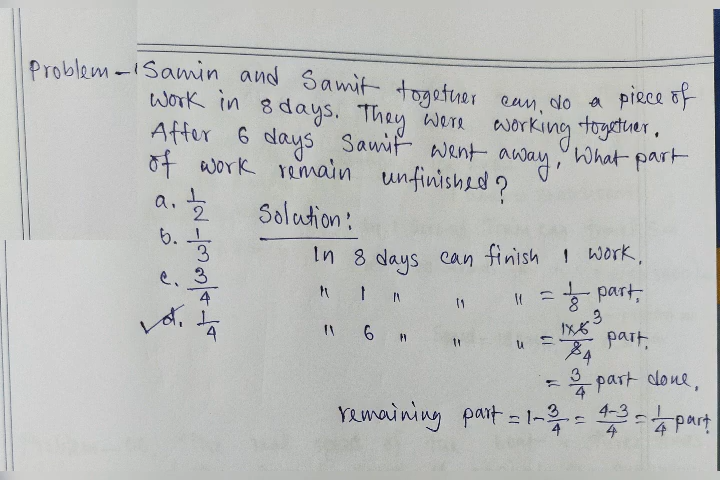 Problem-1 Samin and Samit together can do a piece of
work in 8 days. They were working together.
After 6 days Samit went away, What part
of work remain unfinished?
a. 1/2
b. 1/3
c. 3/4
✓d. 1/4
Solution:
In 8 days can finish 1 work.
" 1 " " " = 1/8 part.
" 6 " " " = 1×6 3/8 4 part.
= 3/4 part done.
remaining part = 1-3/4 = 4-3/4 = 1/4 part.